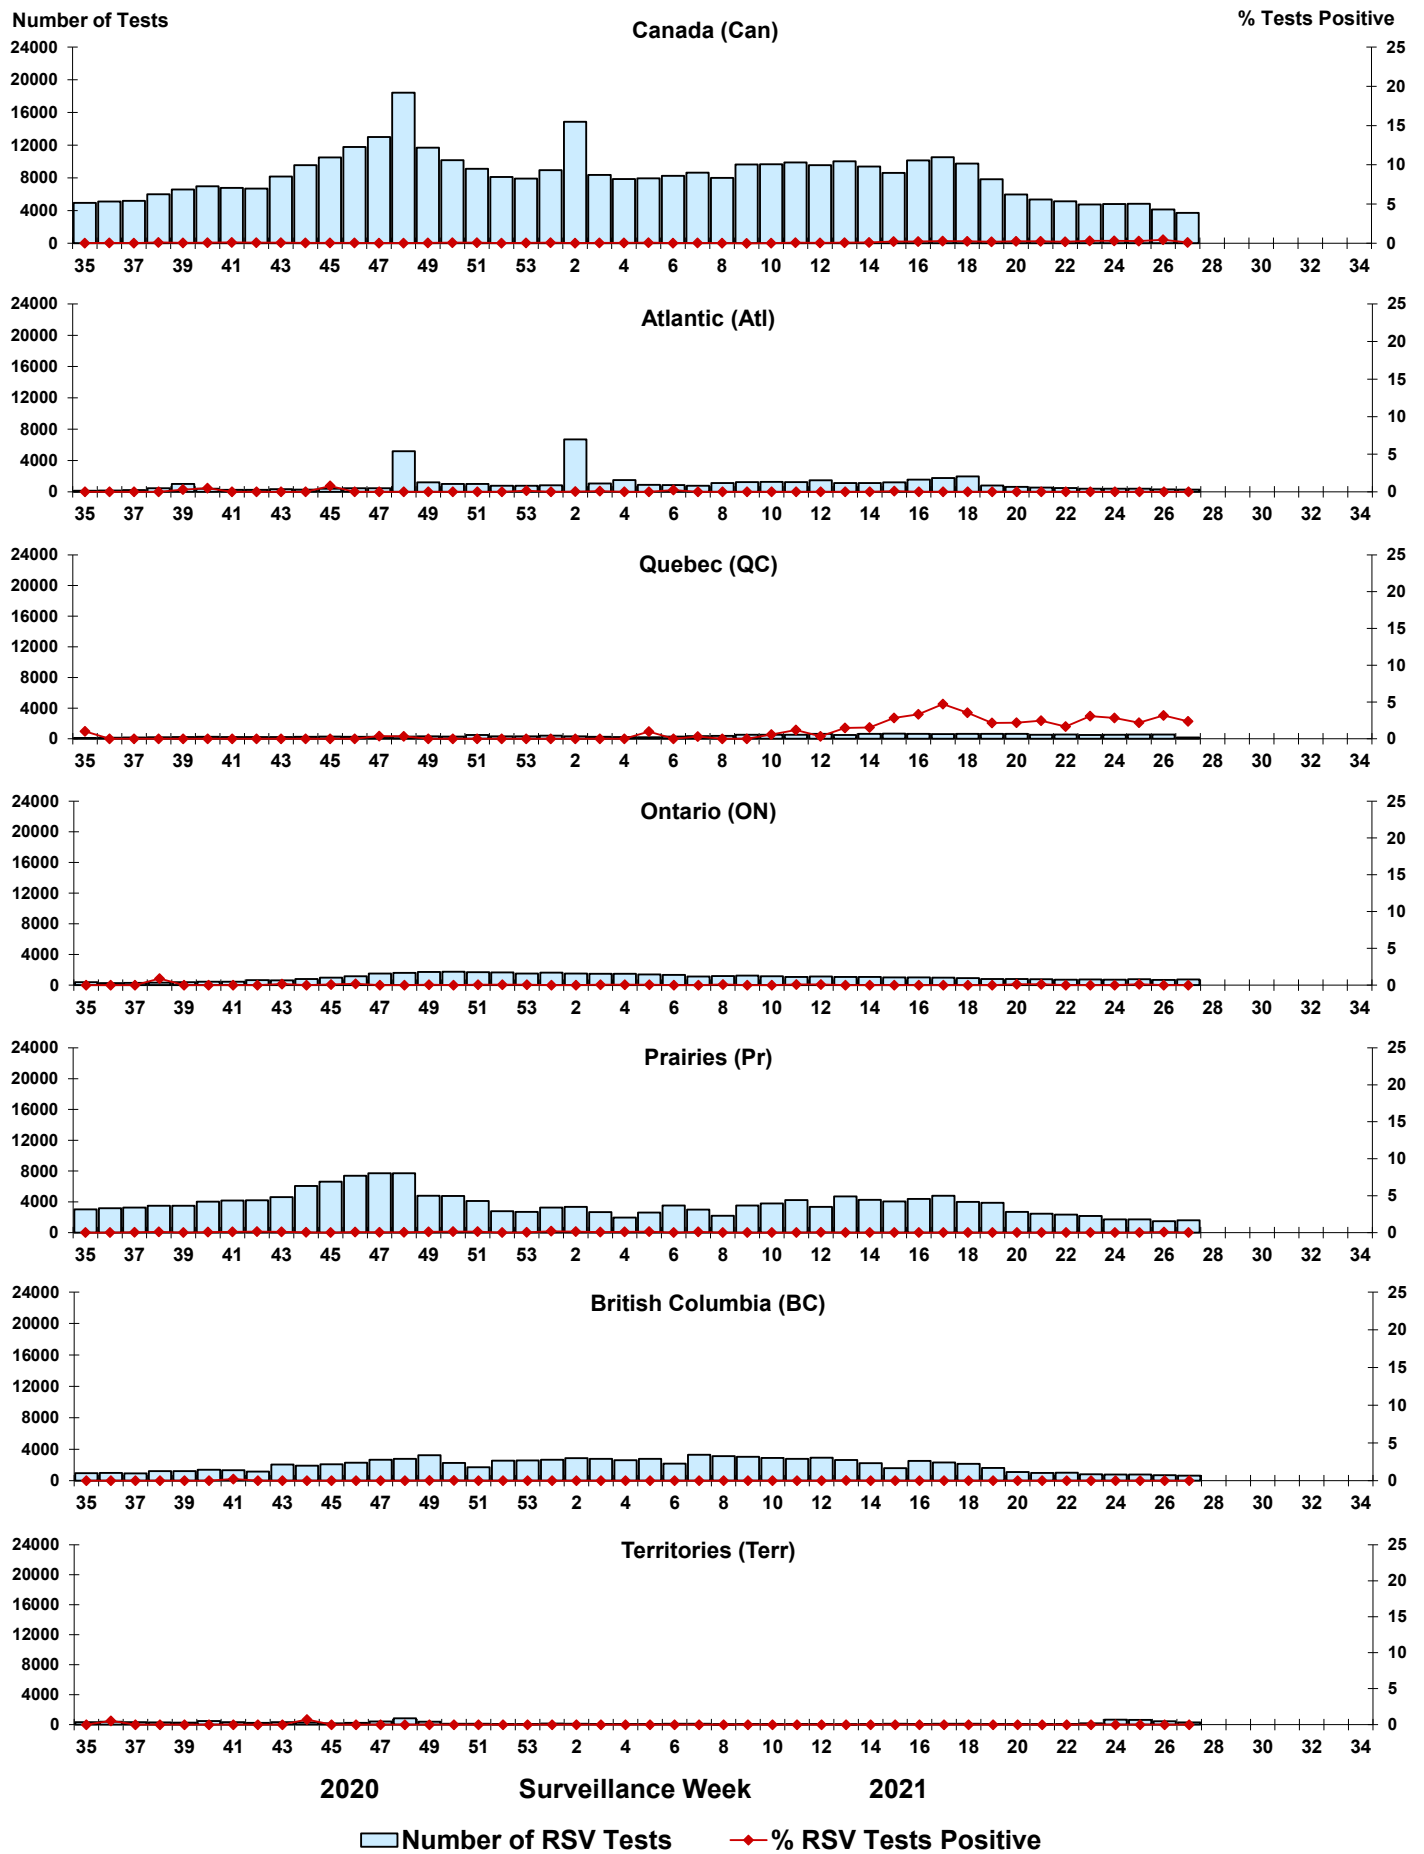 Number of Tests
% Tests Positive
Canada (Can)
24000 25
20000 20
16000 15
12000
8000 10
4000 5
0 0
35 37 39 41 43 45 47 49 51 53 2 4 6 8 10 12 14 16 18 20 22 24 26 28 30 32 34
Atlantic (Atl)
24000 25
20000 20
16000 15
12000
8000 10
4000 5
0 0
35 37 39 41 43 45 47 49 51 53 2 4 6 8 10 12 14 16 18 20 22 24 26 28 30 32 34
Quebec (QC)
24000 25
20000 20
16000 15
12000
8000 10
4000 5
0 0
35 37 39 41 43 45 47 49 51 53 2 4 6 8 10 12 14 16 18 20 22 24 26 28 30 32 34
Ontario (ON)
24000 25
20000 20
16000 15
12000
8000 10
4000 5
0 0
35 37 39 41 43 45 47 49 51 53 2 4 6 8 10 12 14 16 18 20 22 24 26 28 30 32 34
Prairies (Pr)
24000 25
20000 20
16000 15
12000
8000 10
4000 5
0 0
35 37 39 41 43 45 47 49 51 53 2 4 6 8 10 12 14 16 18 20 22 24 26 28 30 32 34
British Columbia (BC)
24000 25
20000 20
16000 15
12000
8000 10
4000 5
0 0
35 37 39 41 43 45 47 49 51 53 2 4 6 8 10 12 14 16 18 20 22 24 26 28 30 32 34
Territories (Terr)
24000 25
20000 20
16000 15
12000
8000 10
4000 5
0 0
35 37 39 41 43 45 47 49 51 53 2 4 6 8 10 12 14 16 18 20 22 24 26 28 30 32 34
2020 Surveillance Week 2021
Number of RSV Tests % RSV Tests Positive